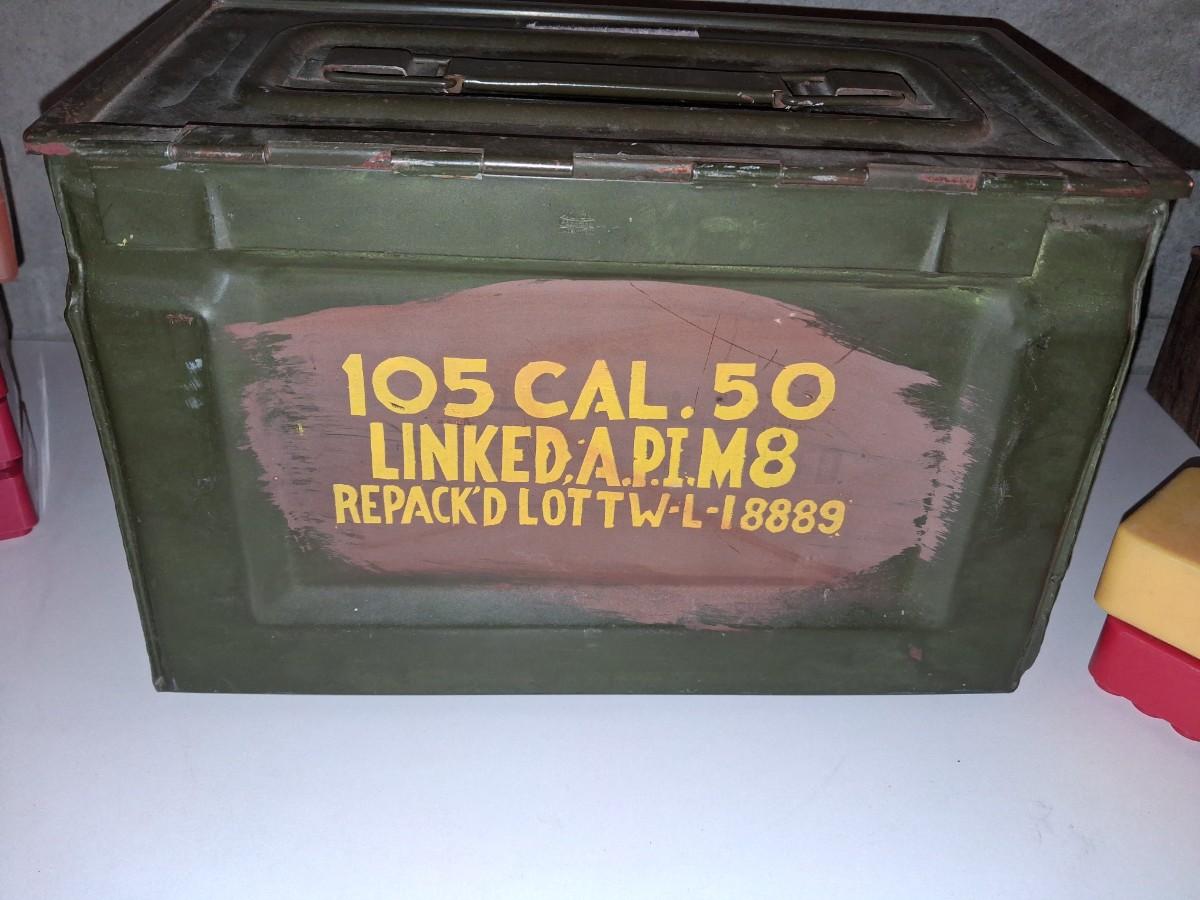 105 CAL. 50
LINKED, A.P.I. M8
REPACK'D LOT TW-L-18889